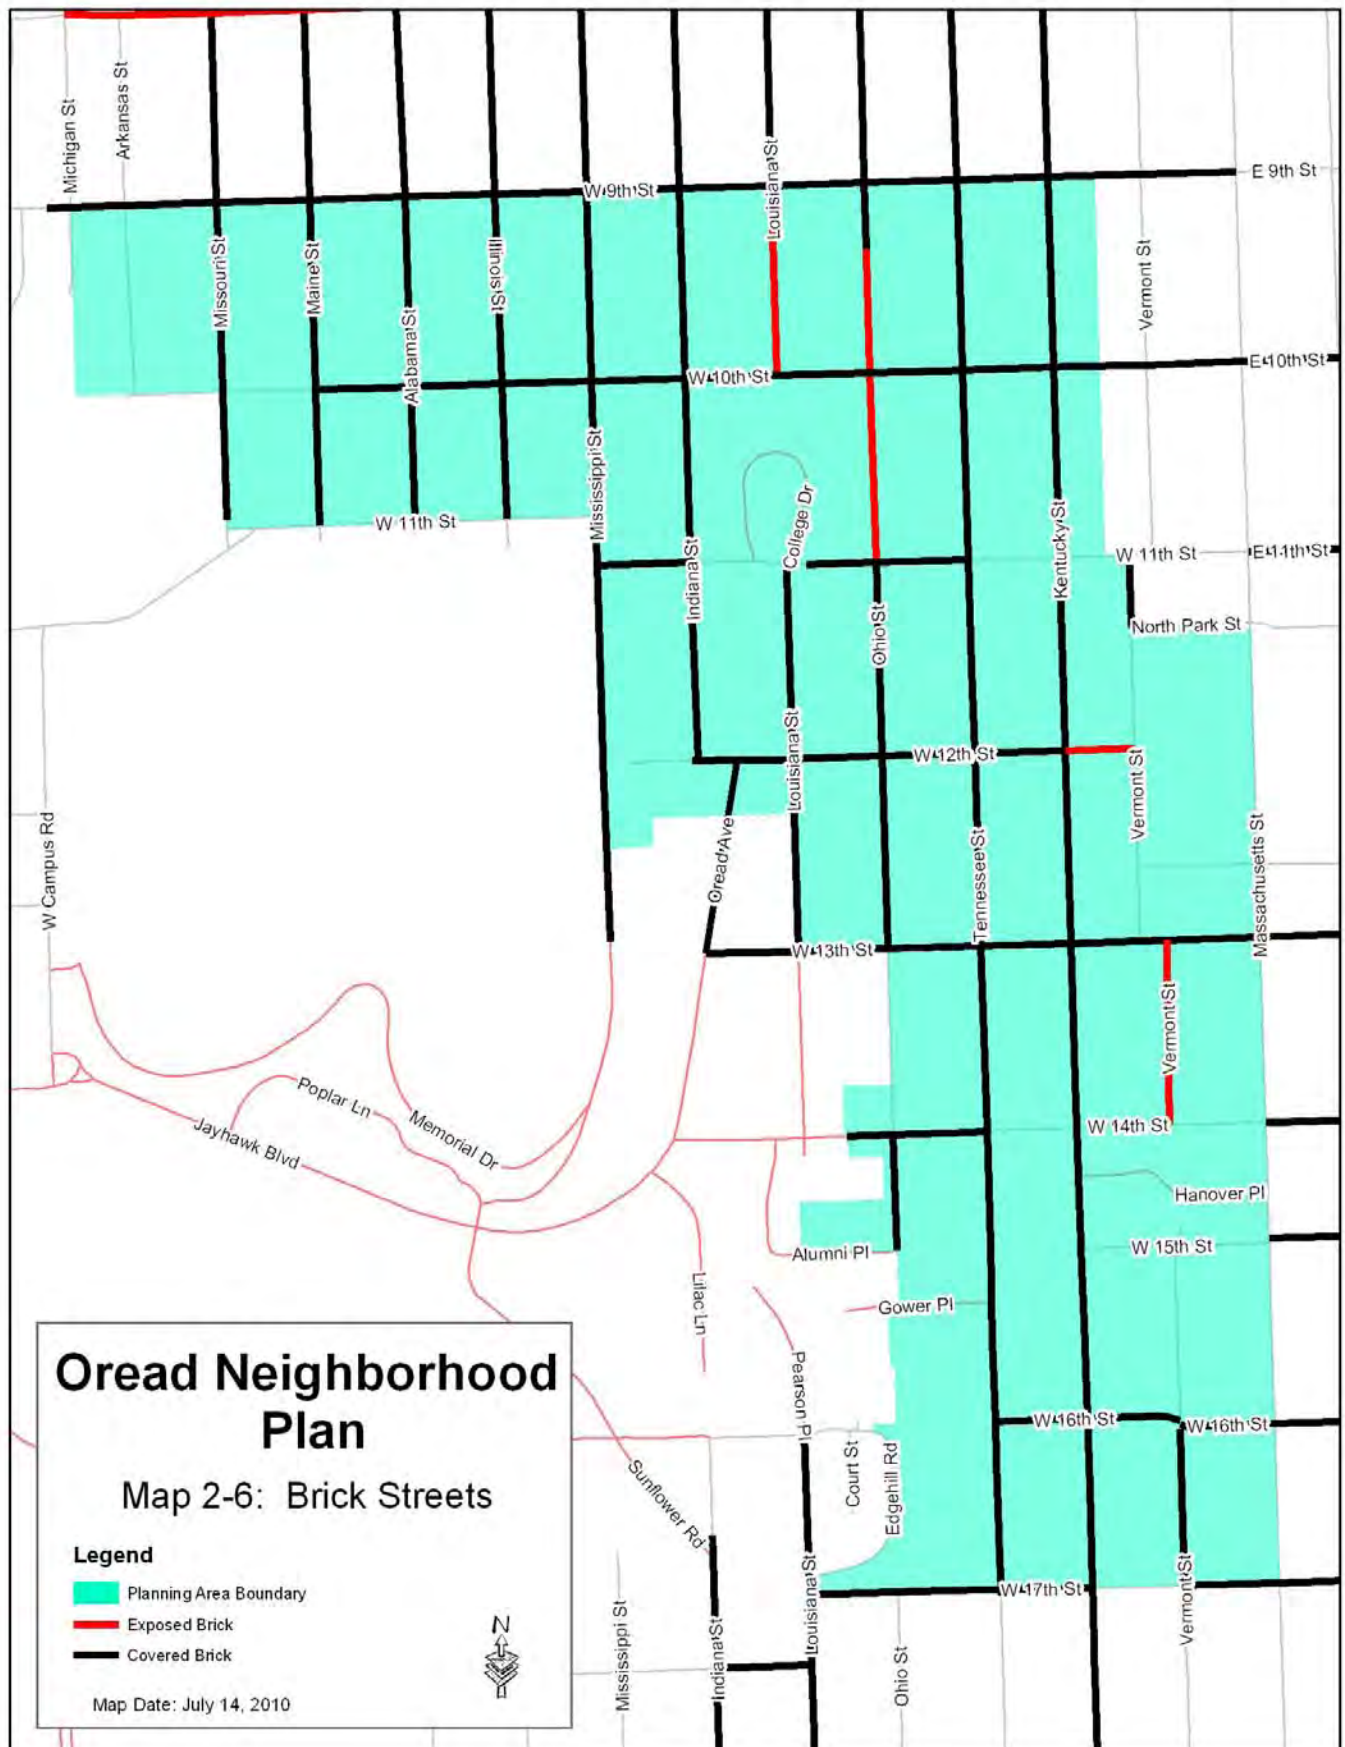 Michigan St
Arkansas St
Louisiana St
W 9th St
E 9th St
Missouri St
Maine St
Alabama St
Illinois St
Vermont St
W 10th St
E 10th St
Mississippi St
W 11th St
Indiana St
College Dr
Kentucky St
W 11th St
E 11th St
Ohio St
North Park St
Louisiana St
W 12th St
Vermont St
W Campus Rd
Oread Ave
Tennessee St
Massachusetts St
W 13th St
Vermont St
Poplar Ln
Memorial Dr
Jayhawk Blvd
W 14th St
Hanover Pl
Alumni Pl
W 15th St
Lilac Ln
Gower Pl
Pearson Pl
W 16th St
W 16th St
Court St
Edgehill Rd
Sunflower Rd
Louisiana St
W 17th St
Vermont St
Mississippi St
Indiana St
Ohio St
Oread Neighborhood
Plan
Map 2-6: Brick Streets
Legend
Planning Area Boundary
Exposed Brick
Covered Brick
N
Map Date: July 14, 2010